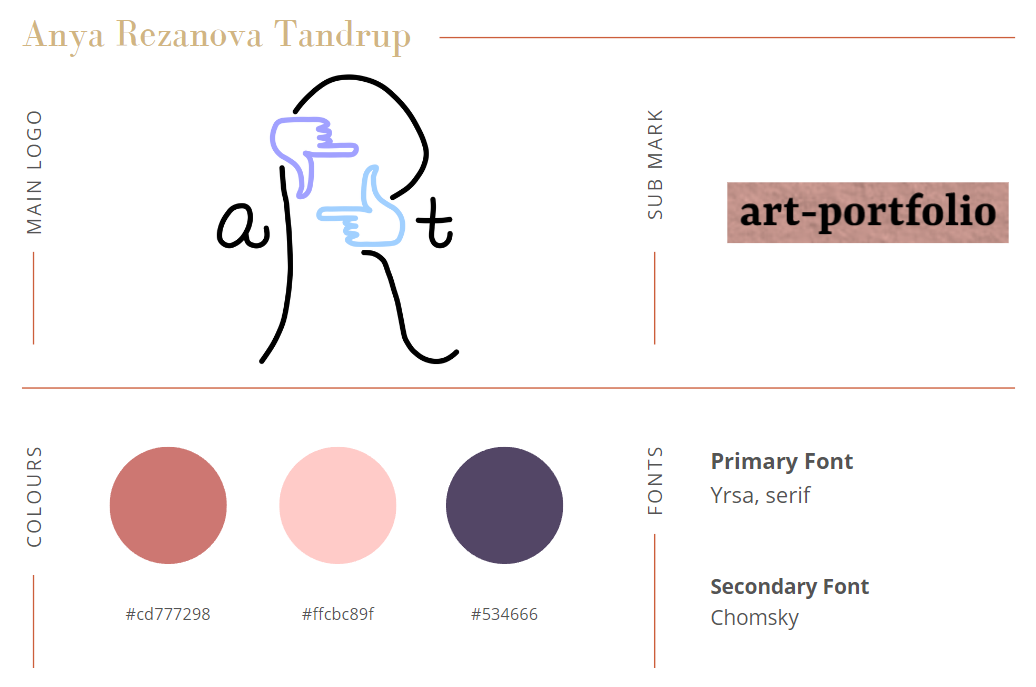 Anya Rezanova Tandrup
MAIN LOGO
a R t
SUB MARK
art-portfolio
COLOURS
#cd777298
#ffcbc89f
#534666
FONTS
Primary Font
Yrsa, serif
Secondary Font
Chomsky